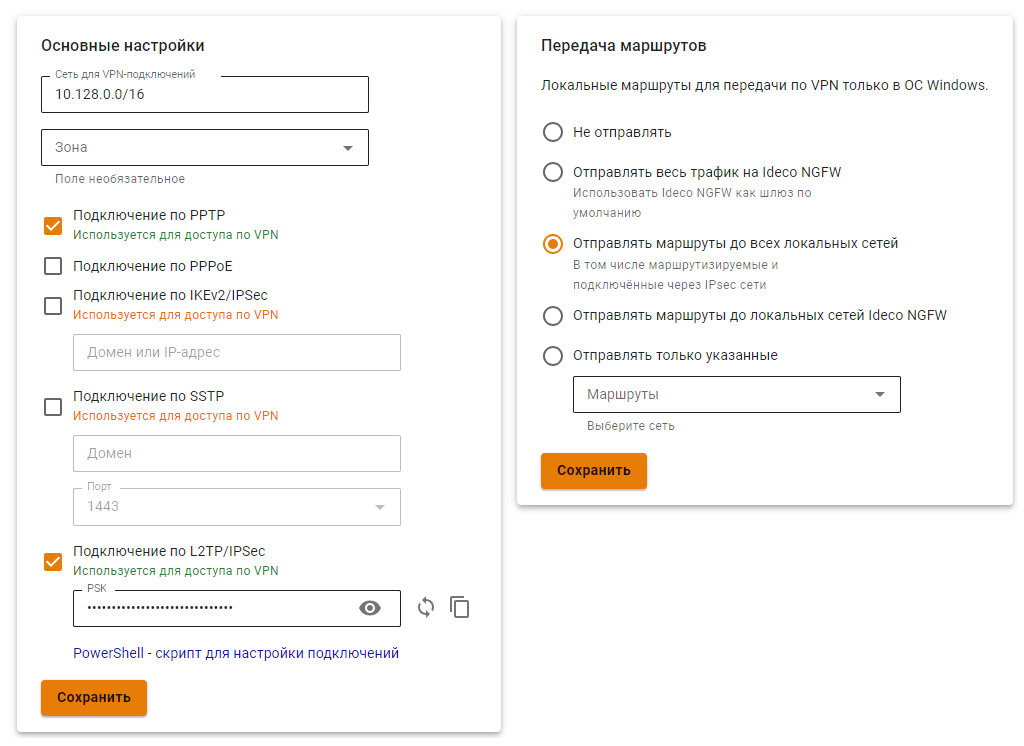 Основные настройки
Сеть для VPN-подключений
10.128.0.0/16
Зона
Поле необязательное
Подключение по PPTP
Используется для доступа по VPN
Подключение по PPPoE
Подключение по IKEv2/IPSec
Используется для доступа по VPN
Домен или IP-адрес
Подключение по SSTP
Используется для доступа по VPN
Домен
Порт
1443
Подключение по L2TP/IPSec
Используется для доступа по VPN
PSK
PowerShell - скрипт для настройки подключений
Сохранить
Передача маршрутов
Локальные маршруты для передачи по VPN только в ОС Windows.
Не отправлять
Отправлять весь трафик на Ideco NGFW
Использовать Ideco NGFW как шлюз по
умолчанию
Отправлять маршруты до всех локальных сетей
В том числе маршрутизируемые и
подключённые через IPsec сети
Отправлять маршруты до локальных сетей Ideco NGFW
Отправлять только указанные
Маршруты
Выберите сеть
Сохранить